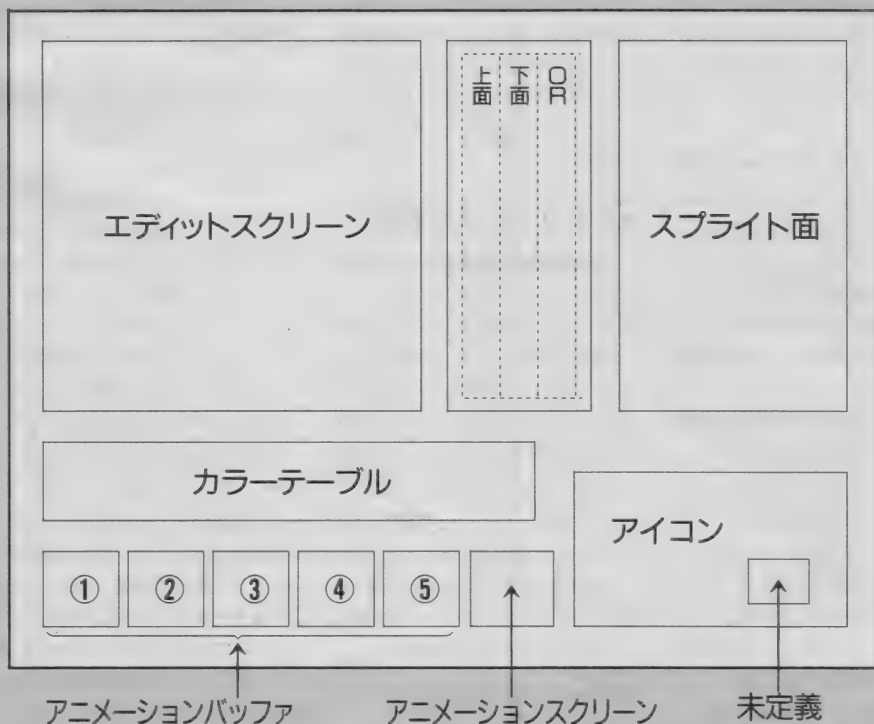 エディットスクリーン
上面
下面
OR
スプライト面
カラーテーブル
アイコン
① ② ③ ④ ⑤
アニメーションバッファ
アニメーションスクリーン
未定義